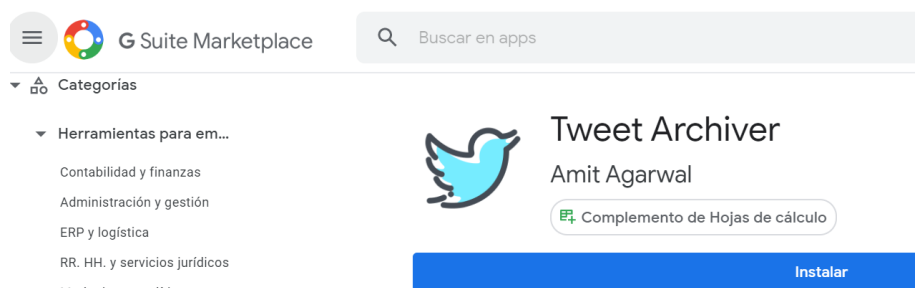 G Suite Marketplace
Buscar en apps
Categorías
Herramientas para em...
Contabilidad y finanzas
Administración y gestión
ERP y logística
RR. HH. y servicios jurídicos
Tweet Archiver
Amit Agarwal
Complemento de Hojas de cálculo
Instalar